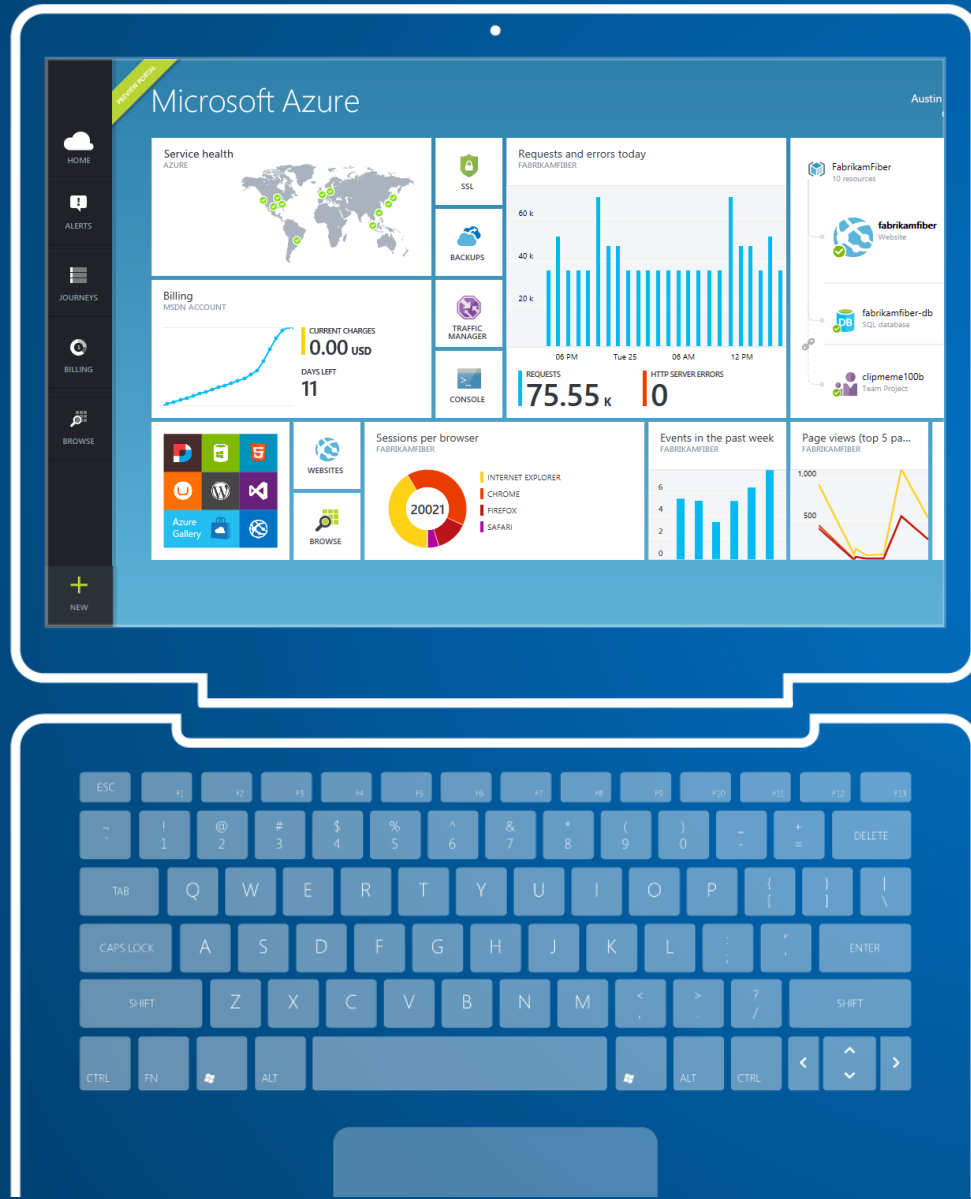 PREVIEW PORTAL
Microsoft Azure
Austin
HOME
ALERTS
JOURNEYS
BILLING
BROWSE
NEW
Service health
AZURE
SSL
BACKUPS
TRAFFIC
MANAGER
CONSOLE
Billing
MSDN ACCOUNT
CURRENT CHARGES
0.00 USD
DAYS LEFT
11
Requests and errors today
FABRIKAMFIBER
60 k
40 k
20 k
06 PM Tue 25 06 AM 12 PM
REQUESTS
75.55 K
HTTP SERVER ERRORS
0
FabrikamFiber
10 resources
fabrikamfiber
Website
DB
fabrikamfiber-db
SQL database
clipmeme100b
Team Project
5
Azure
Gallery
WEBSITES
BROWSE
Sessions per browser
FABRIKAMFIBER
20021
INTERNET EXPLORER
CHROME
FIREFOX
SAFARI
Events in the past week
FABRIKAMFIBER
6
4
2
0
Page views (top 5 pa...
FABRIKAMFIBER
1,000
500
ESC F1 F2 F3 F4 F5 F6 F7 F8 F9 F10 F11 F12 F13
~ ! @ # $ % ^ & * ( ) _ +
` 1 2 3 4 5 6 7 8 9 0 - = DELETE
TAB Q W E R T Y U I O P { [ } ] | \
CAPS LOCK A S D F G H J K L : ; " ' ENTER
SHIFT Z X C V B N M < , > . ? / SHIFT
CTRL FN ALT ALT CTRL